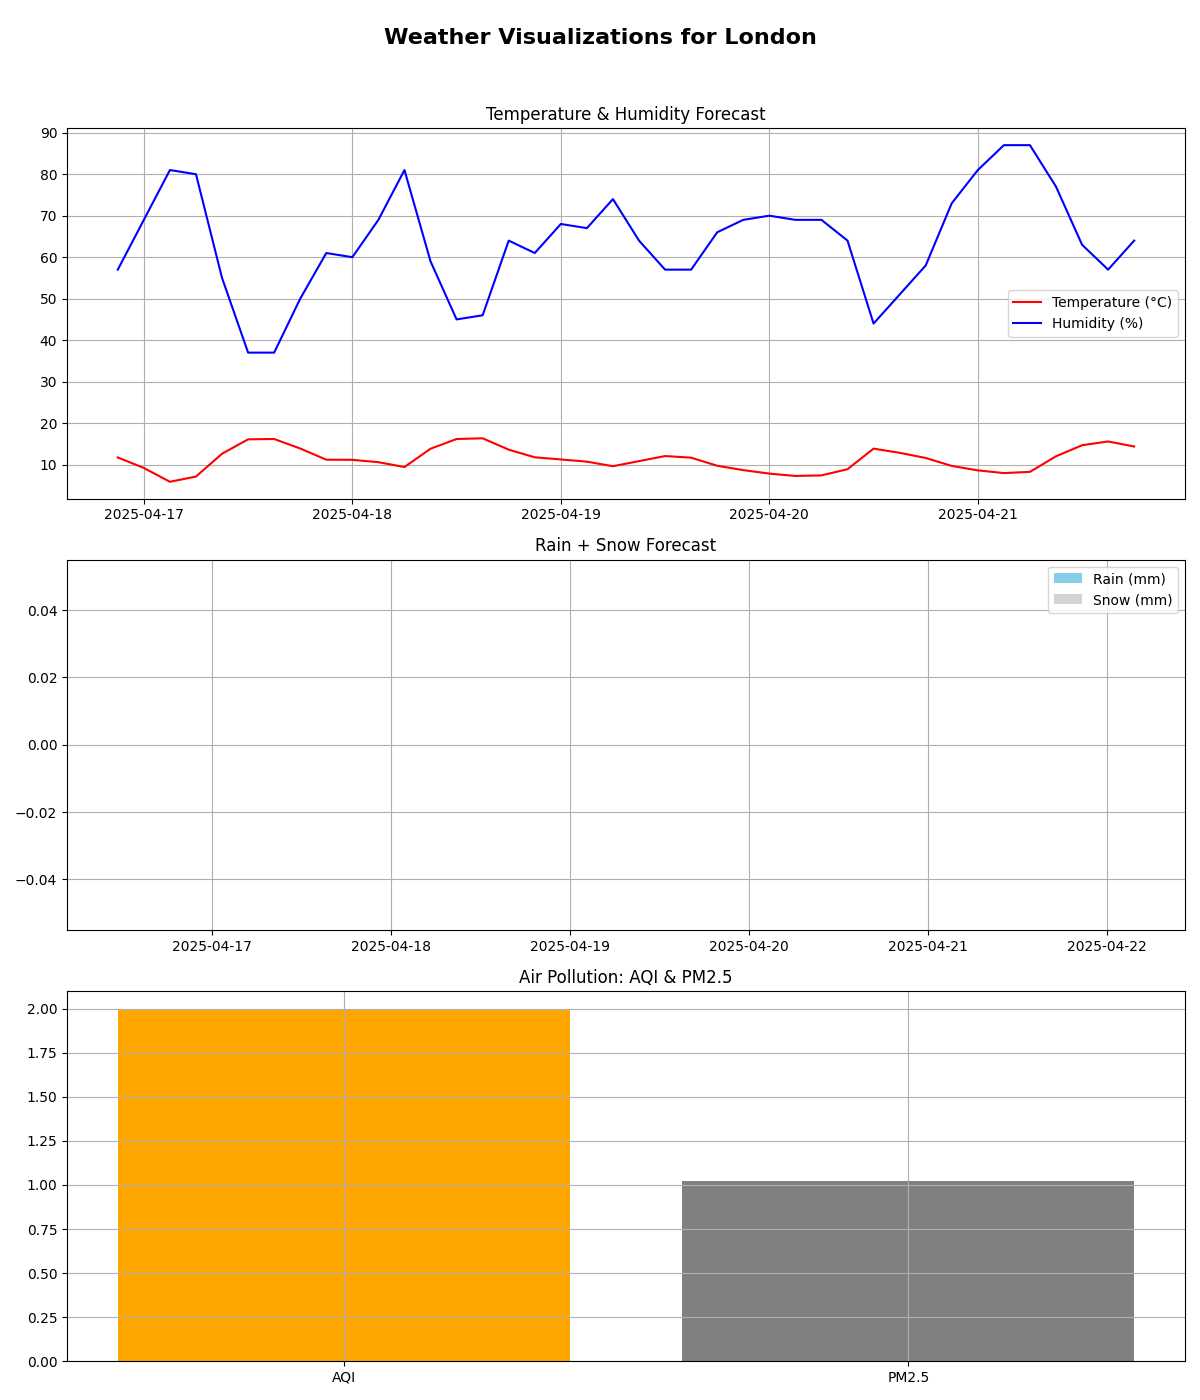 Weather Visualizations for London
Temperature & Humidity Forecast
90
80
70
60
50
40
30
20
10
Temperature (°C)
Humidity (%)
2025-04-17 2025-04-18 2025-04-19 2025-04-20 2025-04-21
Rain + Snow Forecast
Rain (mm)
Snow (mm)
0.04
0.02
0.00
−0.02
−0.04
2025-04-17 2025-04-18 2025-04-19 2025-04-20 2025-04-21 2025-04-22
Air Pollution: AQI & PM2.5
2.00
1.75
1.50
1.25
1.00
0.75
0.50
0.25
0.00
AQI PM2.5